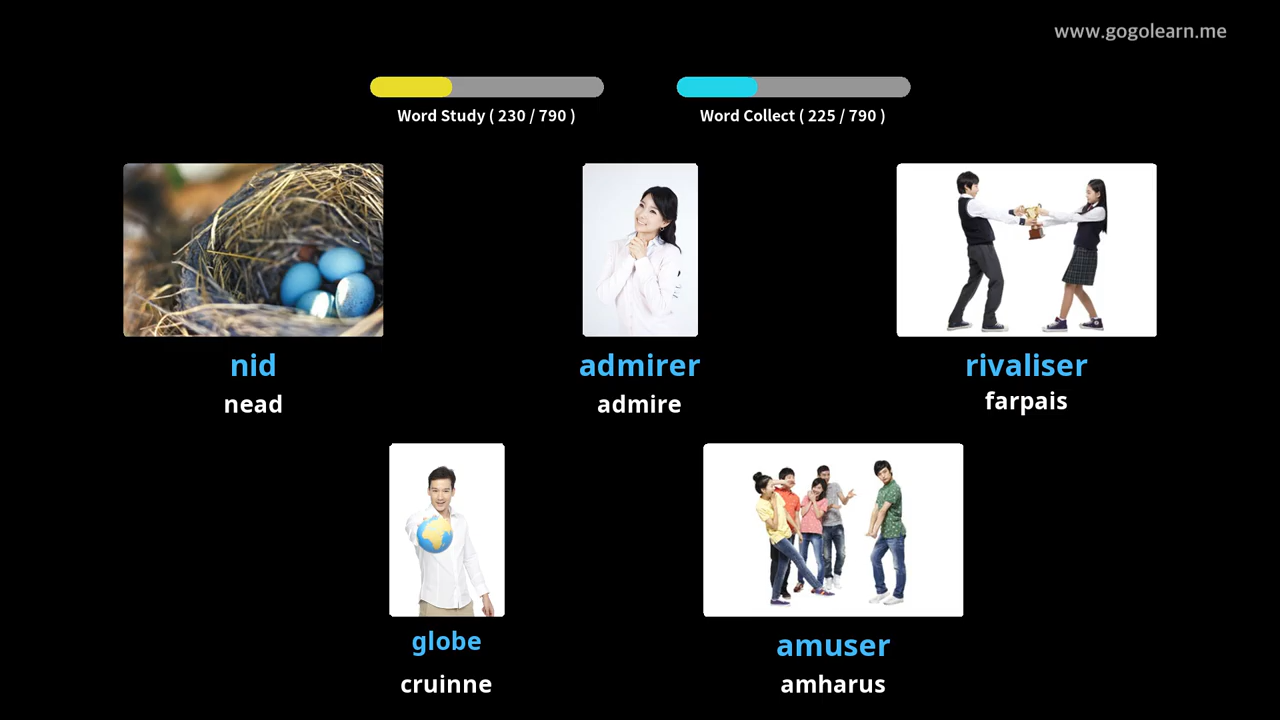 www.gogolearn.me
Word Study ( 230 / 790 )
Word Collect ( 225 / 790 )
nid
nead
admirer
admire
rivaliser
farpais
globe
cruinne
amuser
amharus